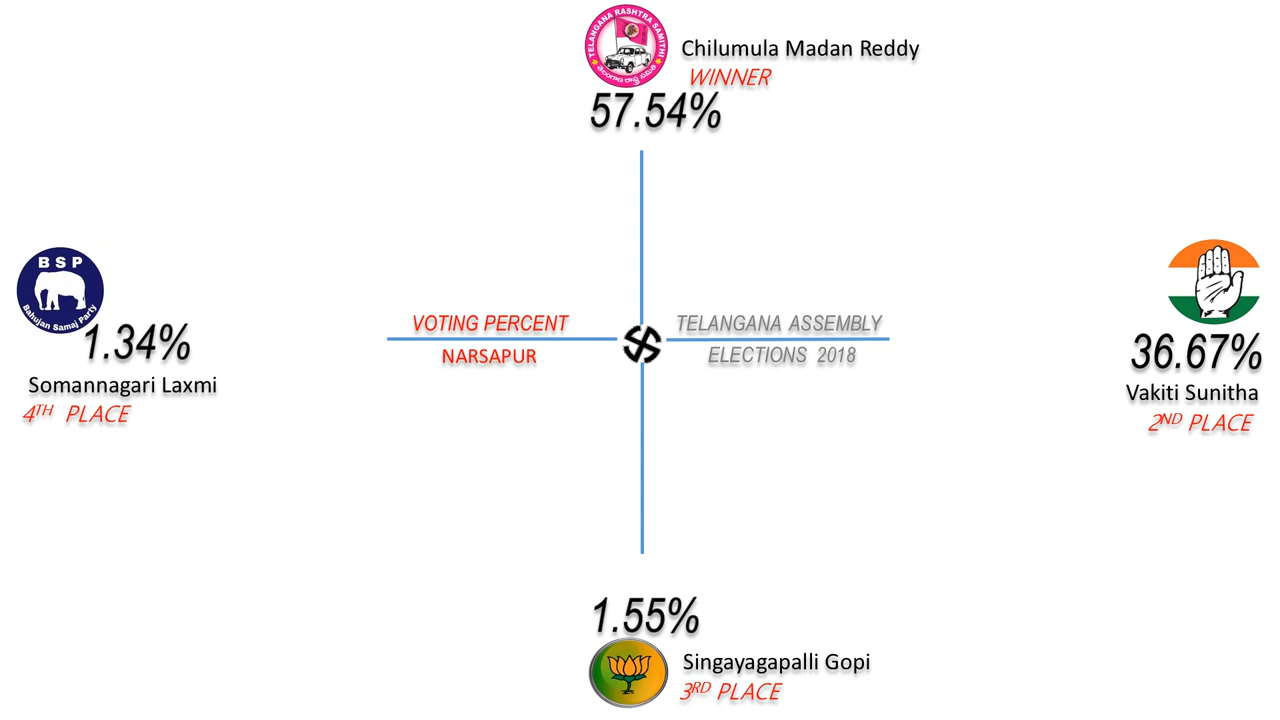 TELANGANA RASHTRA SAMITHI
తెలంగాణ రాష్ట్ర సమితి
Chilumula Madan Reddy
WINNER
57.54%
BSP
Bahujan Samaj Party
1.34%
Somannagari Laxmi
4TH PLACE
VOTING PERCENT
NARSAPUR
TELANGANA ASSEMBLY
ELECTIONS 2018
36.67%
Vakiti Sunitha
2ND PLACE
1.55%
Singayagapalli Gopi
3RD PLACE